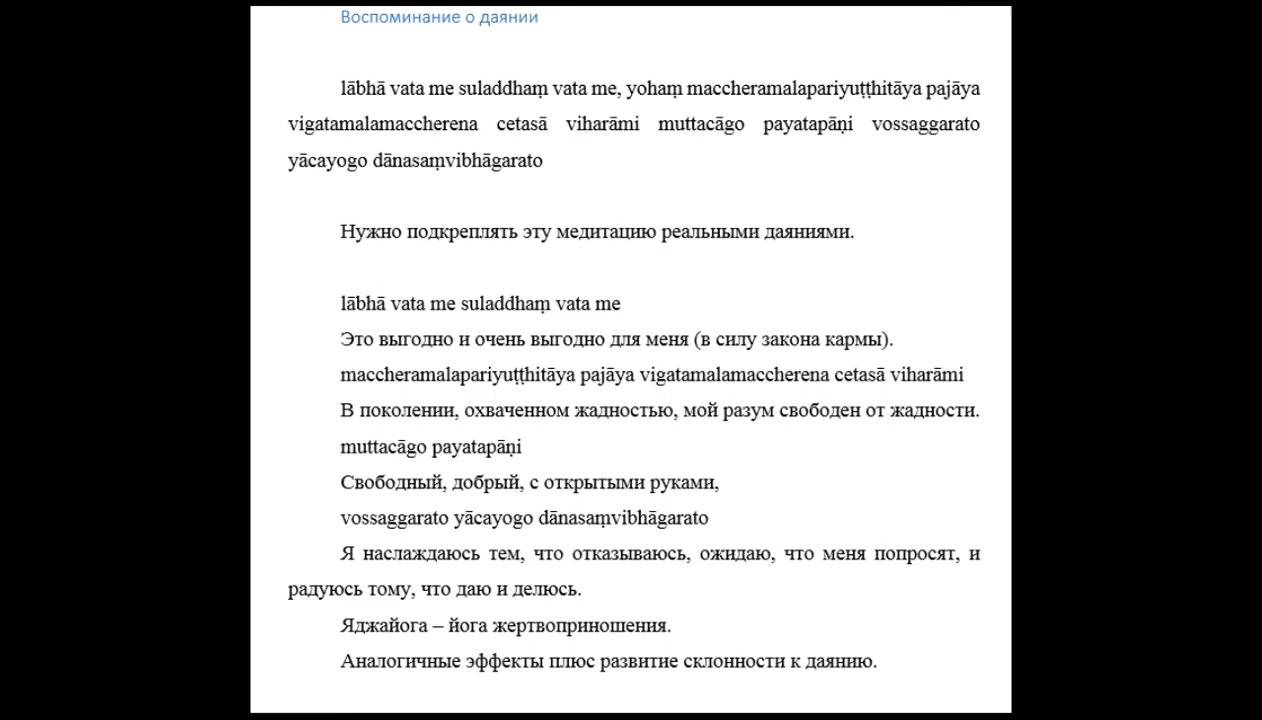 Воспоминание о даянии
lābhā vata me suladdhaṃ vata me, yohaṃ maccheramalapariyuṭṭhitāya pajāya
vigatamalamaccherena cetasā viharāmi muttacāgo payatapāṇi vossaggarato
yācayogo dānasaṃvibhāgarato
Нужно подкреплять эту медитацию реальными даяниями.
lābhā vata me suladdhaṃ vata me
Это выгодно и очень выгодно для меня (в силу закона кармы).
maccheramalapariyuṭṭhitāya pajāya vigatamalamaccherena cetasā viharāmi
В поколении, охваченном жадностью, мой разум свободен от жадности.
muttacāgo payatapāṇi
Свободный, добрый, с открытыми руками,
vossaggarato yācayogo dānasaṃvibhāgarato
Я наслаждаюсь тем, что отказываюсь, ожидаю, что меня попросят, и
радуюсь тому, что даю и делюсь.
Яджайога – йога жертвоприношения.
Аналогичные эффекты плюс развитие склонности к даянию.